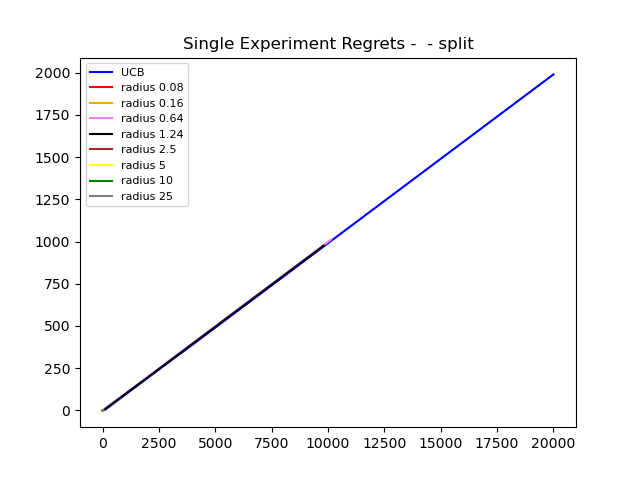 Single Experiment Regrets -  - split
2000
1750
1500
1250
1000
750
500
250
0
UCB
radius 0.08
radius 0.16
radius 0.64
radius 1.24
radius 2.5
radius 5
radius 10
radius 25
0 2500 5000 7500 10000 12500 15000 17500 20000